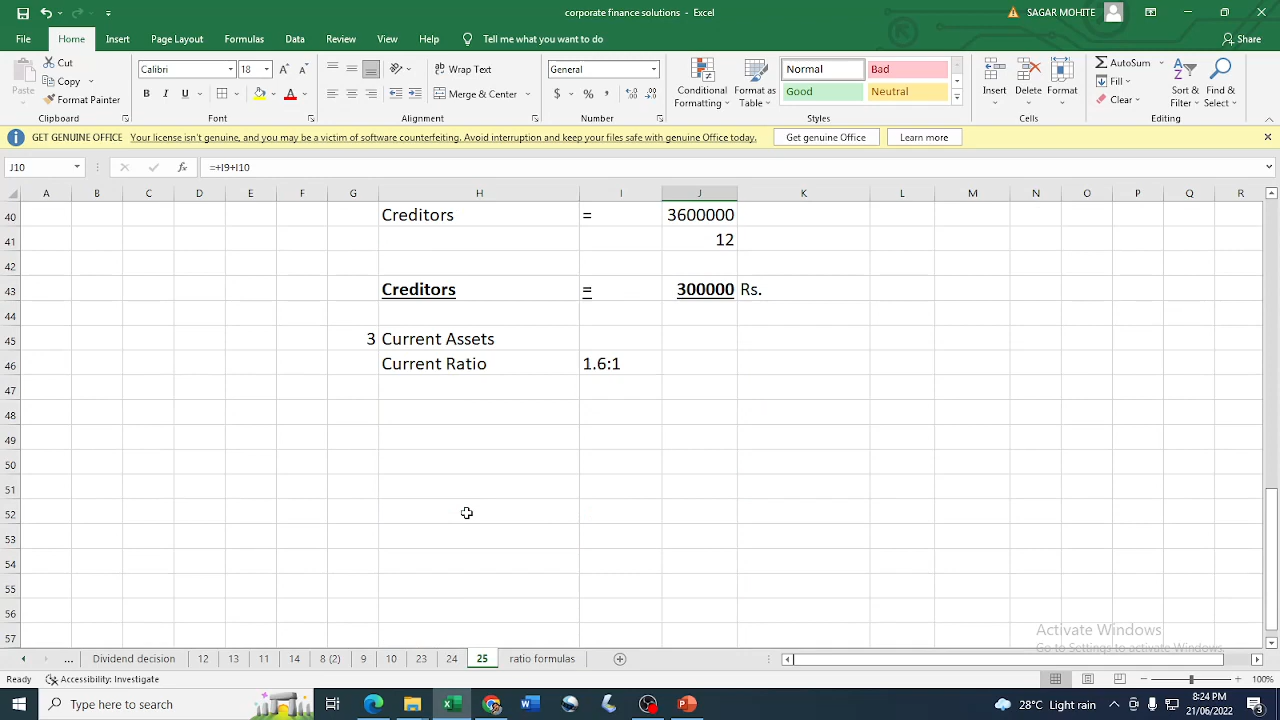 corporate finance solutions - Excel
SAGAR MOHITE
File Home Insert Page Layout Formulas Data Review View Help Tell me what you want to do
Share
Paste
Cut
Copy
Format Painter
Clipboard
Calibri 18
B I U
Font
Wrap Text
Merge & Center
Alignment
General
$ % ,
Number
Conditional Formatting
Format as Table
Normal Bad
Good Neutral
Styles
Insert Delete Format
Cells
AutoSum
Fill
Clear
Sort & Filter
Find & Select
Editing
GET GENUINE OFFICE Your license isn't genuine, and you may be a victim of software counterfeiting. Avoid interruption and keep your files safe with genuine Office today. Get genuine Office Learn more
J10 fx =+I9+I10
A B C D E F G H I J K L M N O P Q R
40 Creditors = 3600000
41 12
42
43 Creditors = 300000 Rs.
44
45 3 Current Assets
46 Current Ratio 1.6:1
47
48
49
50
51
52
53
54
55
56
57
Activate Windows
Go to Settings to activate Windows.
... Dividend decision 12 13 11 14 8 (2) 9 10 23 24 25 ratio formulas
Ready Accessibility: Investigate 100%
Type here to search
28°C Light rain
8:24 PM
21/06/2022